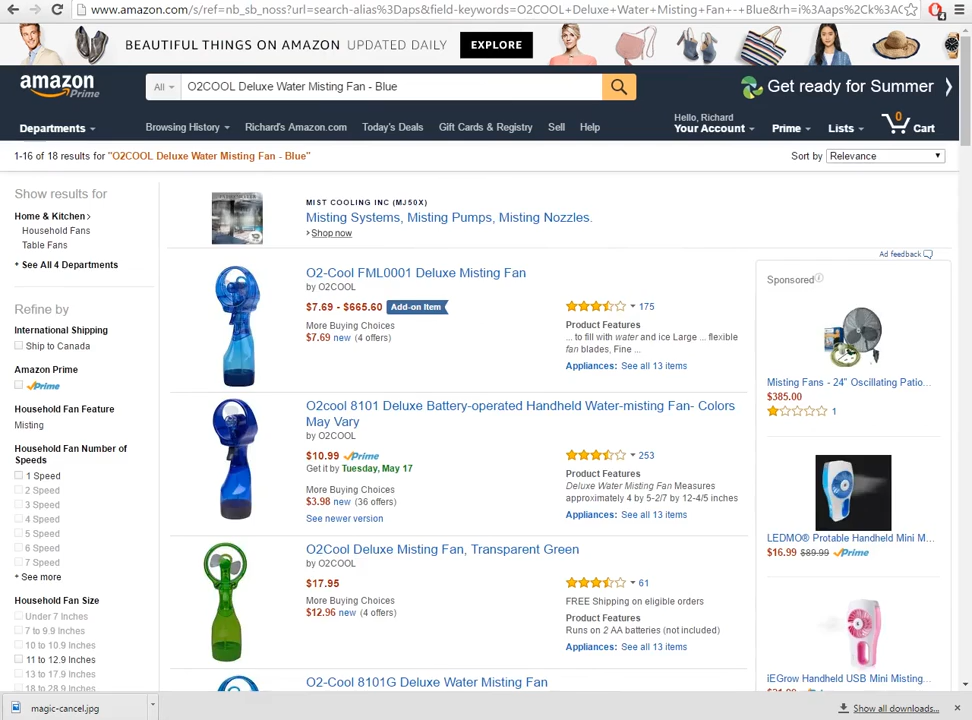 www.amazon.com/s/ref=nb_sb_noss?url=search-alias%3Daps&field-keywords=O2COOL+Deluxe+Water+Misting+Fan+-+Blue&rh=i%3Aaps%2Ck%3AC
4
BEAUTIFUL THINGS ON AMAZON UPDATED DAILY EXPLORE
amazon
Prime
All
O2COOL Deluxe Water Misting Fan - Blue
Get ready for Summer
Departments
Browsing History
Richard's Amazon.com
Today's Deals
Gift Cards & Registry
Sell
Help
Hello, Richard
Your Account
Prime
Lists
0
Cart
1-16 of 18 results for "O2COOL Deluxe Water Misting Fan - Blue"
Sort by Relevance
Show results for
Home & Kitchen
Household Fans
Table Fans
+ See All 4 Departments
Refine by
International Shipping
Ship to Canada
Amazon Prime
Prime
Household Fan Feature
Misting
Household Fan Number of
Speeds
1 Speed
2 Speed
3 Speed
4 Speed
5 Speed
6 Speed
7 Speed
+ See more
Household Fan Size
Under 7 Inches
7 to 9.9 Inches
10 to 10.9 Inches
11 to 12.9 Inches
13 to 17.9 Inches
18 to 28.9 Inches
MIST COOLING INC (MJ50X)
Misting Systems, Misting Pumps, Misting Nozzles.
› Shop now
O2-Cool FML0001 Deluxe Misting Fan
by O2COOL
$7.69 - $665.60 Add-on Item
More Buying Choices
$7.69 new (4 offers)
175
Product Features
... to fill with water and ice Large ... flexible
fan blades, Fine ...
Appliances: See all 13 items
O2cool 8101 Deluxe Battery-operated Handheld Water-misting Fan- Colors
May Vary
by O2COOL
$10.99 Prime
Get it by Tuesday, May 17
More Buying Choices
$3.98 new (36 offers)
See newer version
253
Product Features
Deluxe Water Misting Fan Measures
approximately 4 by 5-2/7 by 12-4/5 inches
Appliances: See all 13 items
O2Cool Deluxe Misting Fan, Transparent Green
by O2COOL
$17.95
More Buying Choices
$12.96 new (4 offers)
61
FREE Shipping on eligible orders
Product Features
Runs on 2 AA batteries (not included)
Appliances: See all 13 items
O2-Cool 8101G Deluxe Water Misting Fan
Ad feedback
Sponsored
Misting Fans - 24" Oscillating Patio...
$385.00
1
LEDMO® Protable Handheld Mini M...
$16.99 $89.99 Prime
iEGrow Handheld USB Mini Misting...
magic-cancel.jpg
Show all downloads...